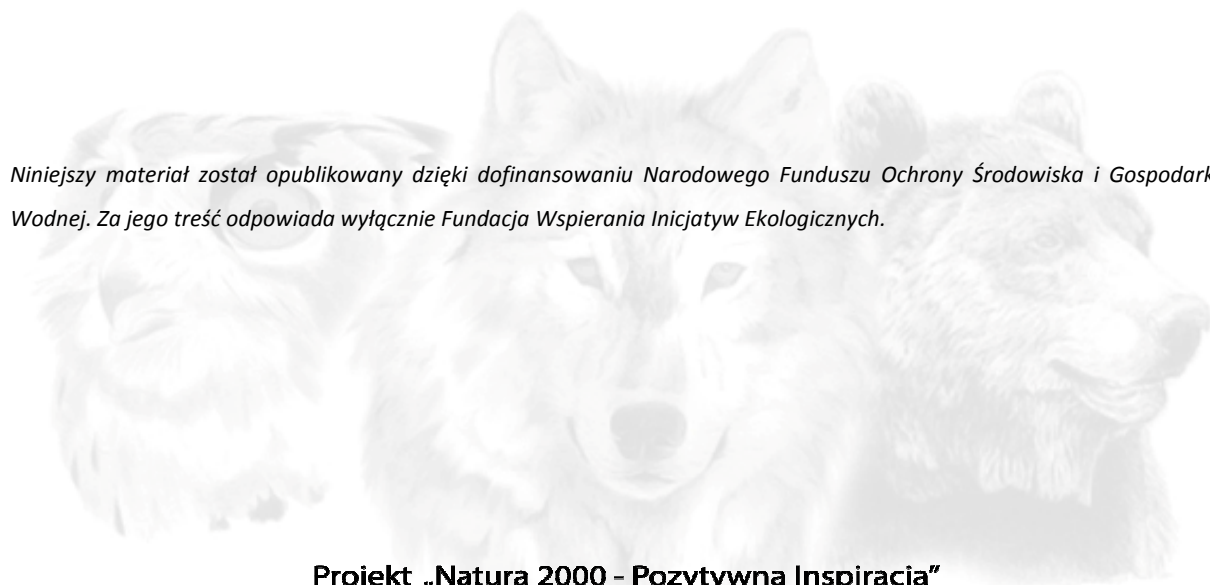 Niniejszy materiał został opublikowany dzięki dofinansowaniu Narodowego Funduszu Ochrony Środowiska i Gospodark
Wodnej. Za jego treść odpowiada wyłącznie Fundacja Wspierania Inicjatyw Ekologicznych.
Projekt „Natura 2000 - Pozytywna Inspiracja”